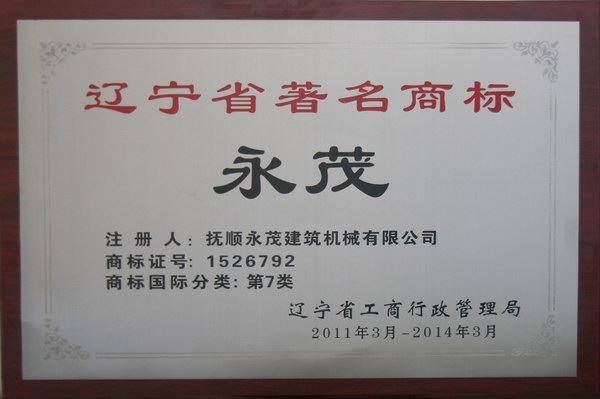 辽宁省著名商标
永茂
注 册 人: 抚顺永茂建筑机械有限公司
商标证号: 1526792
商标国际分类: 第7类
辽宁省工商行政管理局
2011年3月-2014年3月